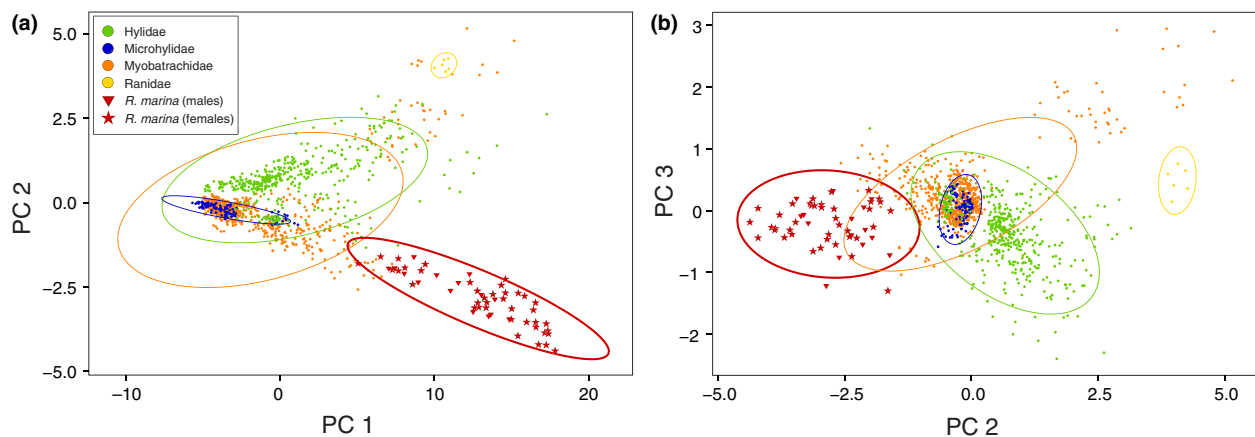 (a)
5.0
2.5
0.0
−2.5
−5.0
PC 2
−10
0
10
20
PC 1
Hylidae
Microhylidae
Myobatrachidae
Ranidae
R. marina (males)
R. marina (females)
(b)
3
2
1
0
−1
−2
PC 3
−5.0
−2.5
0.0
2.5
5.0
PC 2